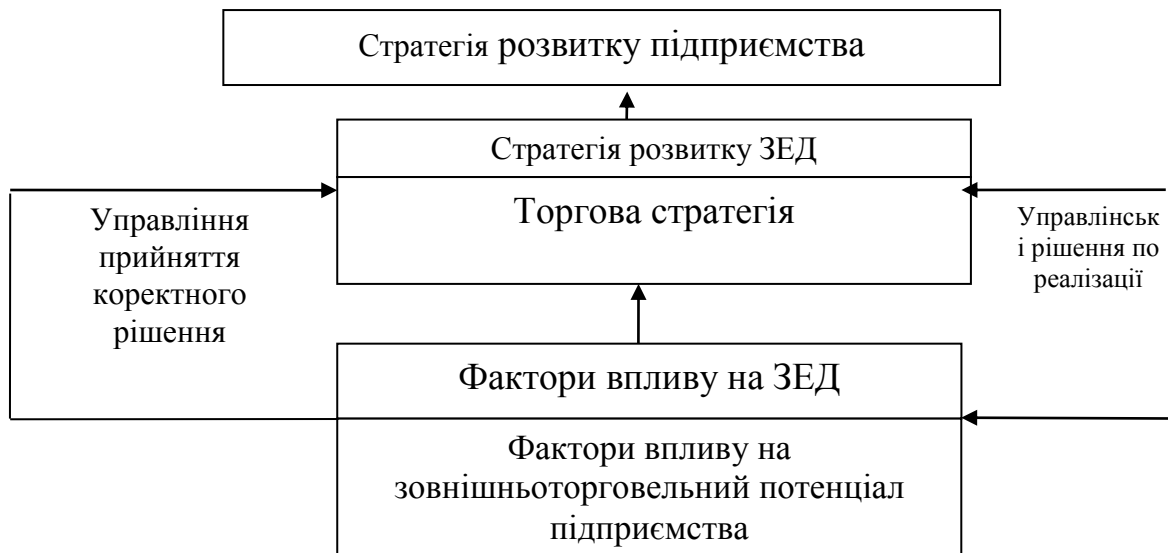 Стратегія розвитку підприємства
Стратегія розвитку ЗЕД
Торгова стратегія
Управління
прийняття
коректного
рішення
Управлінськ
і рішення по
реалізації
Фактори впливу на ЗЕД
Фактори впливу на
зовнішньоторговельний потенціал
підприємства